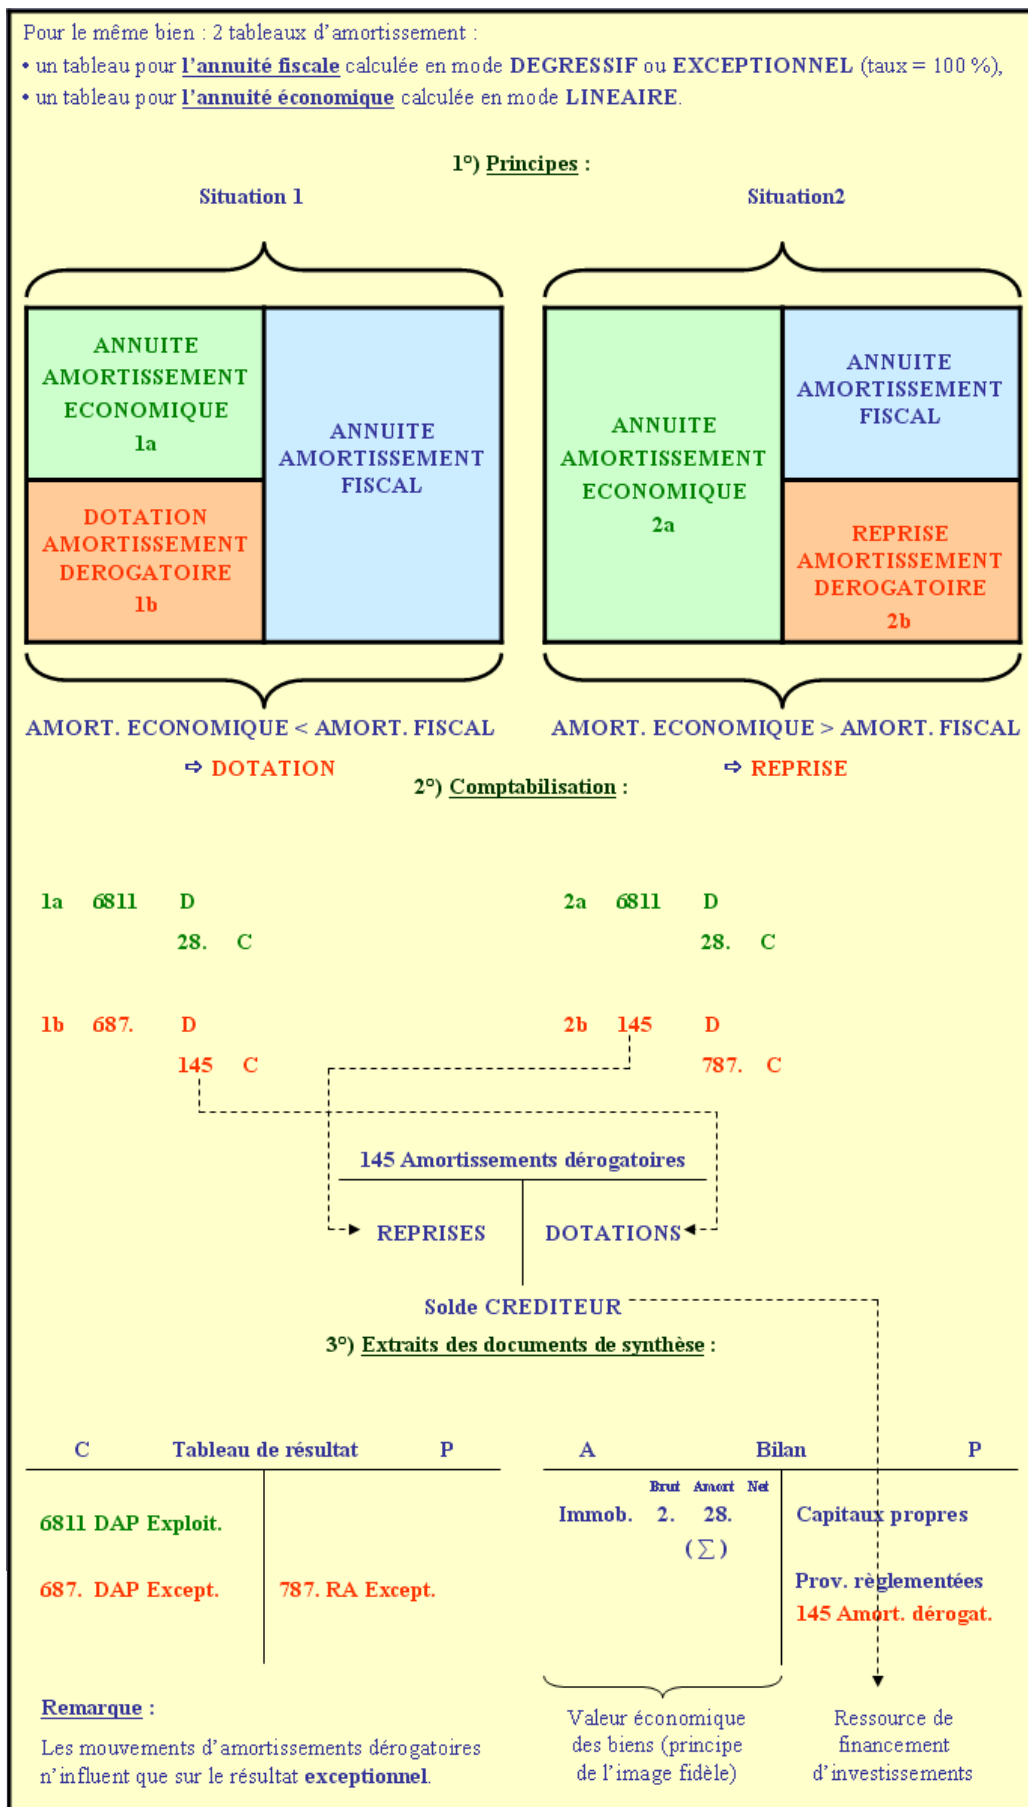 Pour le même bien : 2 tableaux d'amortissement :
• un tableau pour l'annuité fiscale calculée en mode DEGRESSIF ou EXCEPTIONNEL (taux = 100 %),
• un tableau pour l'annuité économique calculée en mode LINEAIRE.
1°) Principes :
Situation 1
Situation2
ANNUITE
AMORTISSEMENT
ECONOMIQUE
1a
DOTATION
AMORTISSEMENT
DEROGATOIRE
1b
ANNUITE
AMORTISSEMENT
FISCAL
ANNUITE
AMORTISSEMENT
ECONOMIQUE
2a
ANNUITE
AMORTISSEMENT
FISCAL
REPRISE
AMORTISSEMENT
DEROGATOIRE
2b
AMORT. ECONOMIQUE < AMORT. FISCAL
⇨ DOTATION
AMORT. ECONOMIQUE > AMORT. FISCAL
⇨ REPRISE
2°) Comptabilisation :
1a 6811 D
28. C
2a 6811 D
28. C
1b 687. D
145 C
2b 145 D
787. C
145 Amortissements dérogatoires
REPRISES
DOTATIONS
Solde CREDITEUR
3°) Extraits des documents de synthèse :
C Tableau de résultat P
6811 DAP Exploit.
687. DAP Except.
787. RA Except.
A Bilan P
Brut Amort Net
Immob. 2. 28.
(∑)
Capitaux propres
Prov. règlementées
145 Amort. dérogat.
Remarque :
Les mouvements d'amortissements dérogatoires
n'influent que sur le résultat exceptionnel.
Valeur économique
des biens (principe
de l'image fidèle)
Ressource de
financement
d'investissements